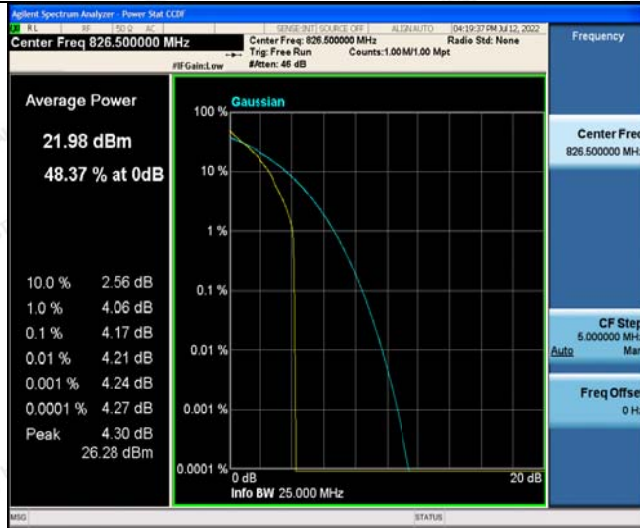 Agilent Spectrum Analyzer - Power Stat CCDF
RL RF 50 Ω AC SENSE:INT SOURCE OFF ALIGNAUTO 04:19:37 PM Jul 12, 2022
Center Freq 826.500000 MHz
Center Freq: 826.500000 MHz Radio Std: None
Trig: Free Run Counts:1.00 M/1.00 Mpt
#IFGain:Low #Atten: 46 dB
Frequency
Average Power
21.98 dBm
48.37 % at 0dB
10.0 % 2.56 dB
1.0 % 4.06 dB
0.1 % 4.17 dB
0.01 % 4.21 dB
0.001 % 4.24 dB
0.0001 % 4.27 dB
Peak 4.30 dB
26.28 dBm
Gaussian
100 %
10 %
1 %
0.1 %
0.01 %
0.001 %
0.0001 %
0 dB 20 dB
Info BW 25.000 MHz
Center Freq
826.500000 MHz
CF Step
5.000000 MHz
Auto Man
Freq Offse
0 Hz
MSG STATUS